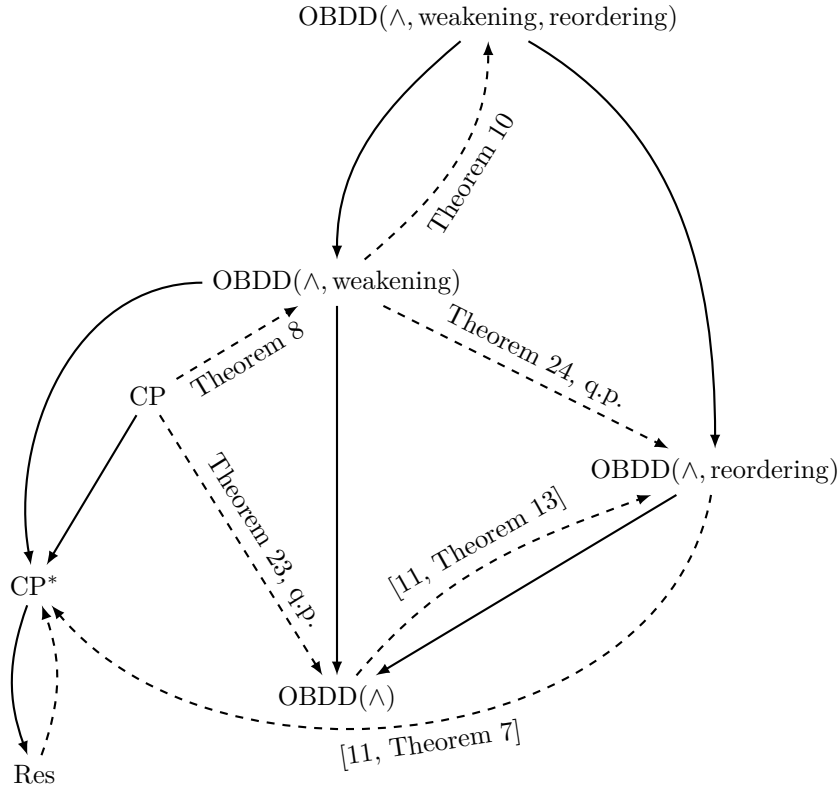 OBDD(∧, weakening, reordering)
Theorem 10
OBDD(∧, weakening)
Theorem 8
Theorem 24, q.p.
CP
OBDD(∧, reordering)
Theorem 23, q.p.
[11, Theorem 13]
CP*
OBDD(∧)
[11, Theorem 7]
Res